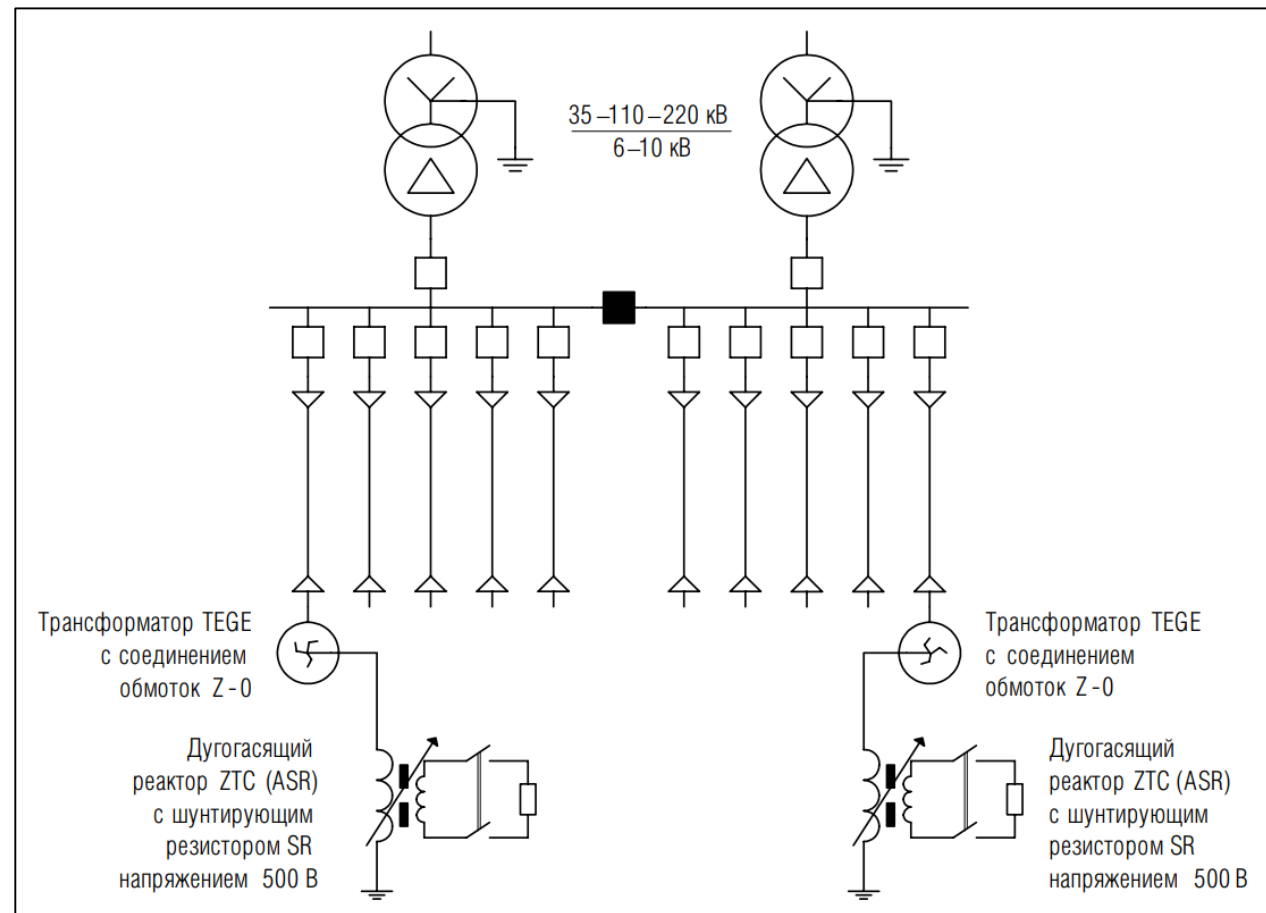 35–110–220 кВ
6–10 кВ
Трансформатор TEGE
с соединением
обмоток Z-0
Трансформатор TEGE
с соединением
обмоток Z-0
Дугогасящий
реактор ZTC (ASR)
с шунтирующим
резистором SR
напряжением 500 В
Дугогасящий
реактор ZTC (ASR)
с шунтирующим
резистором SR
напряжением 500 В